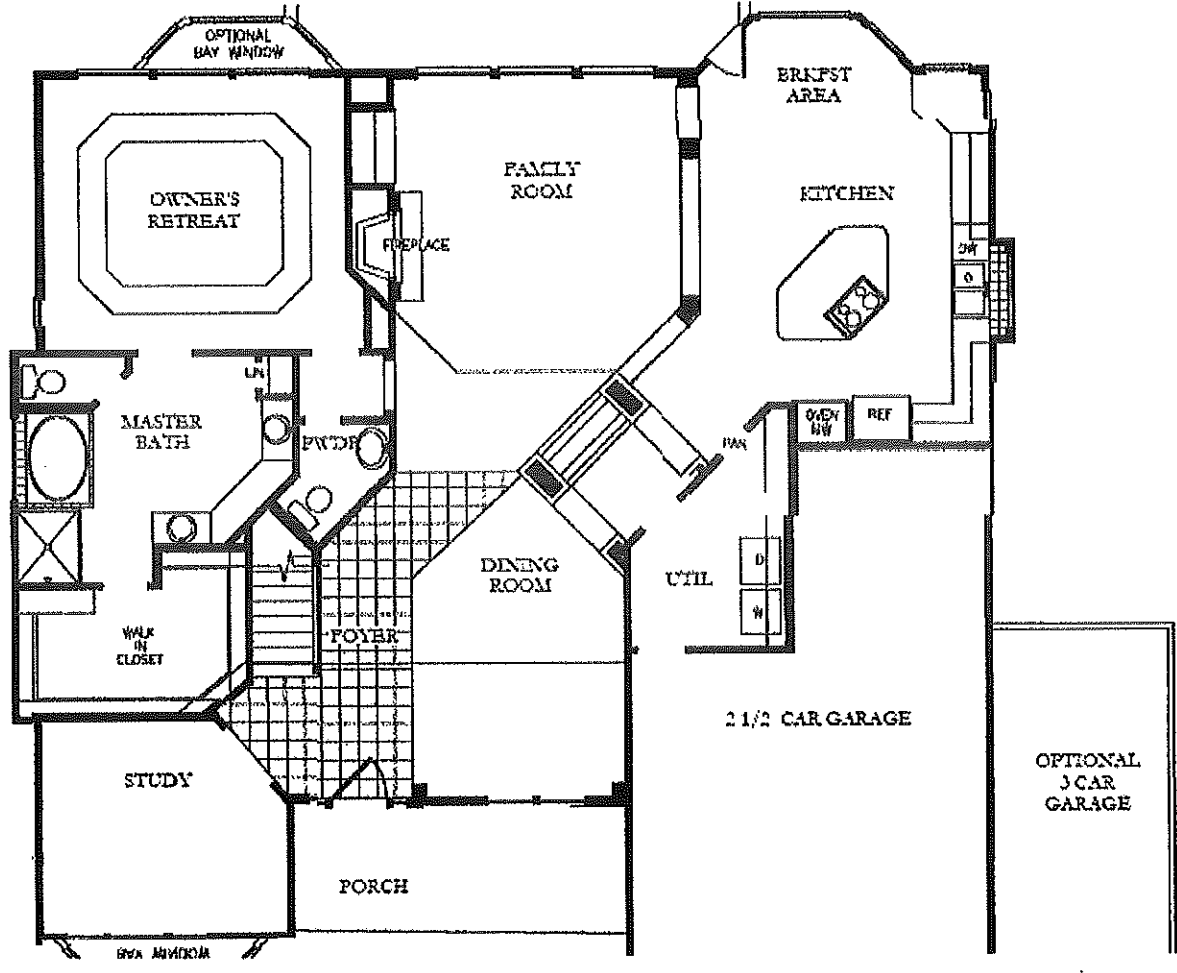 OPTIONAL
BAY WINDOW
BRKFST
AREA
FAMILY
ROOM
OWNER'S
RETREAT
KITCHEN
FIREPLACE
DW
LIN
MASTER
BATH
PWDR
PAN
OVEN
MW
REF
DINING
ROOM
D
UTIL
W
FOYER
WALK
IN
CLOSET
2 1/2 CAR GARAGE
STUDY
OPTIONAL
3 CAR
GARAGE
PORCH
BAY WINDOW